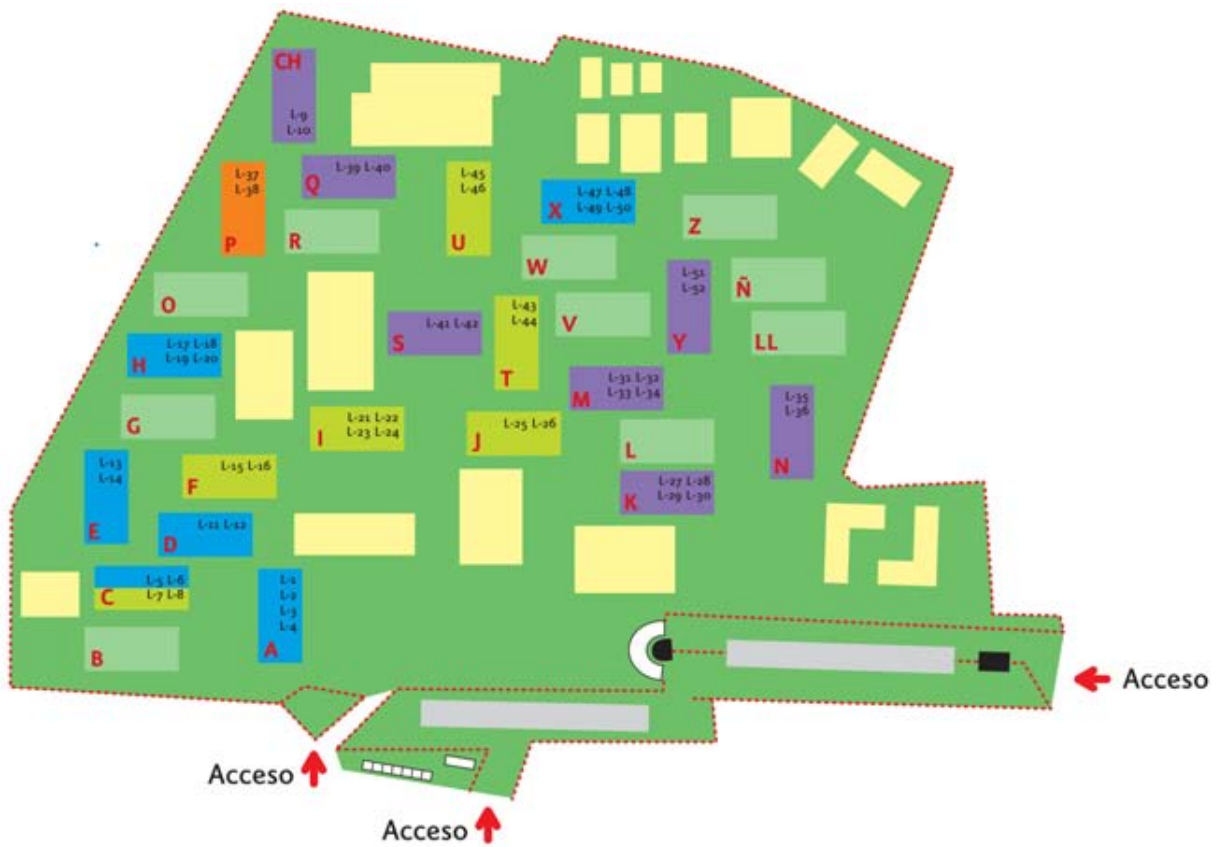 CH
L-9
L-10
L-39 L-40
Q
L-37
L-38
P
R
L-45
L-46
U
L-47 L-48
L-49 L-50
X
Z
W
O
L-51
L-52
Y
Ñ
L-43
L-44
T
V
L-41 L-42
S
LL
L-17 L-18
L-19 L-20
H
L-31 L-32
L-33 L-34
M
L-35
L-36
N
G
L-21 L-22
L-23 L-24
I
L-25 L-26
J
L
L-13
L-14
E
L-15 L-16
F
L-27 L-28
L-29 L-30
K
L-11 L-12
D
L-5 L-6
L-7 L-8
C
L-1
L-2
L-3
L-4
A
B
Acceso
Acceso
Acceso